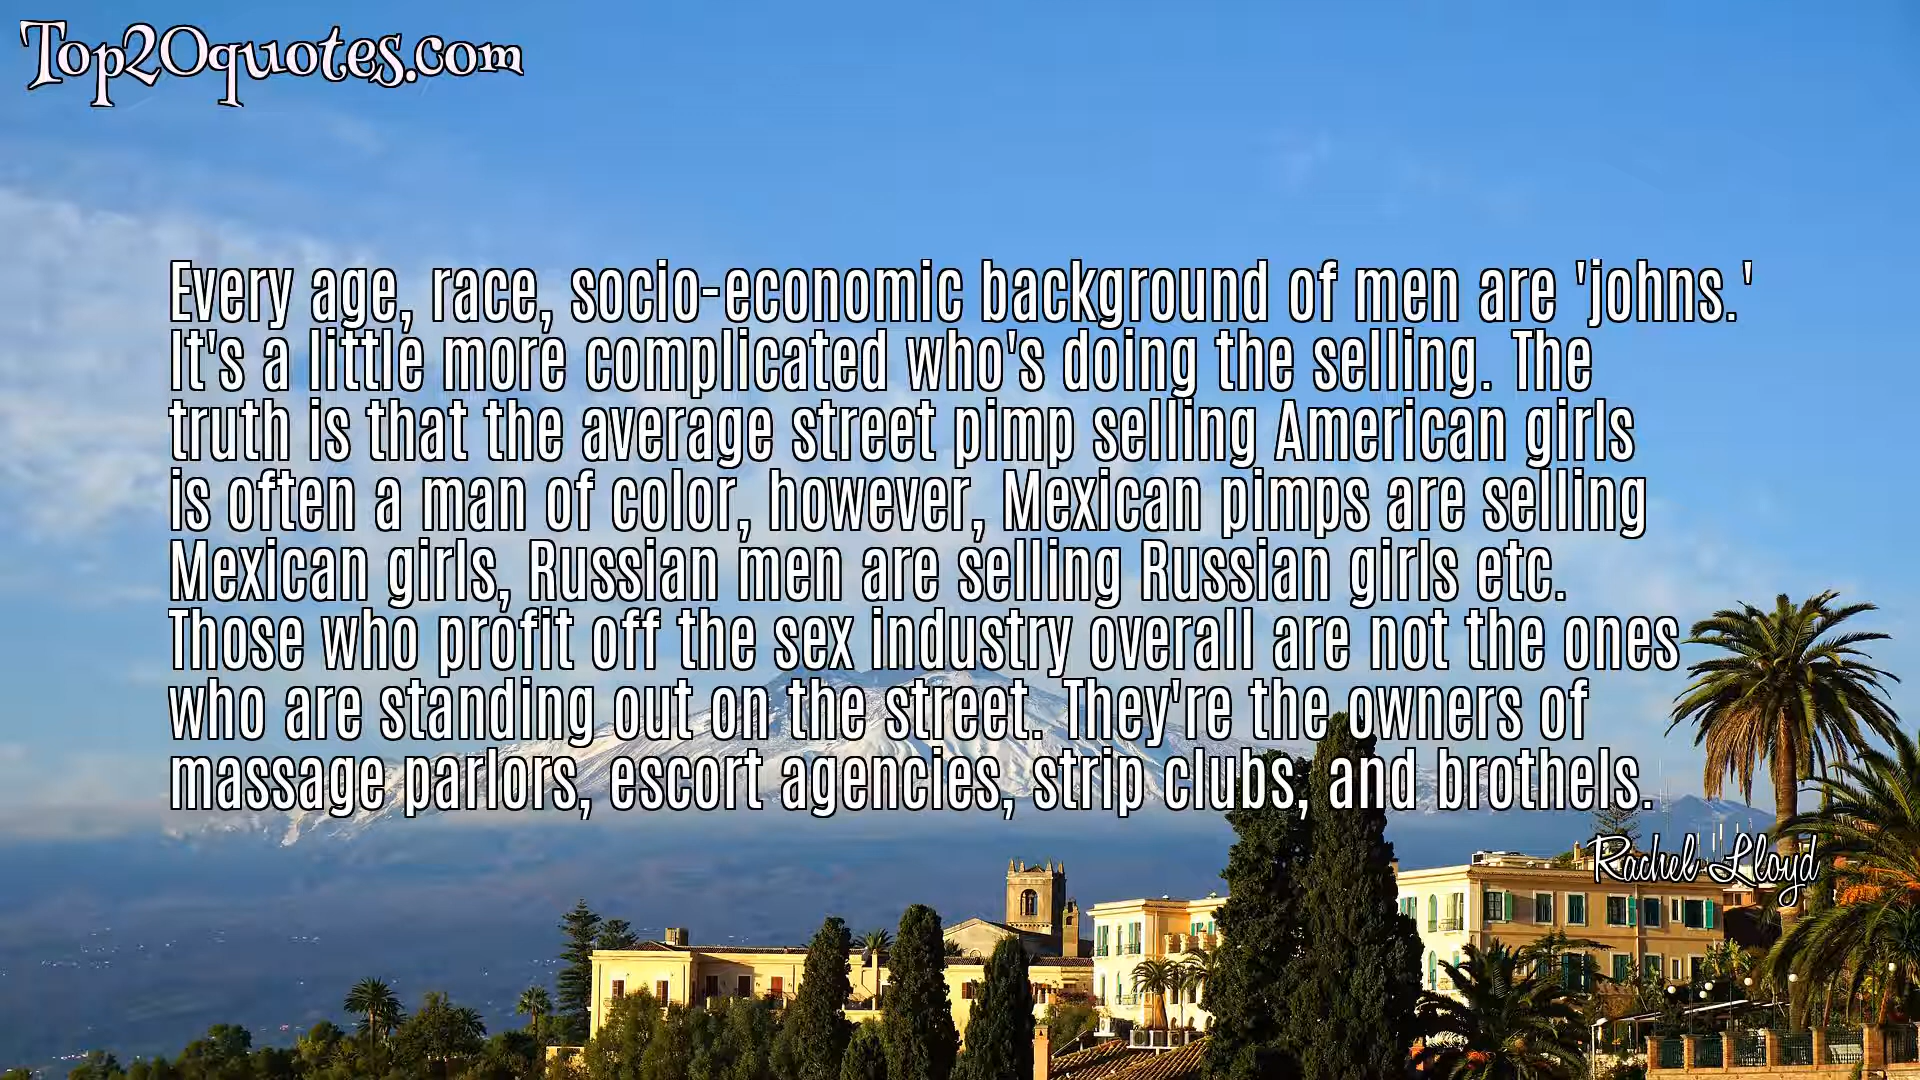 Top20quotes.com
Every age, race, socio-economic background of men are 'johns.'
It's a little more complicated who's doing the selling. The
truth is that the average street pimp selling American girls
is often a man of color, however, Mexican pimps are selling
Mexican girls, Russian men are selling Russian girls etc.
Those who profit off the sex industry overall are not the ones
who are standing out on the street. They're the owners of
massage parlors, escort agencies, strip clubs, and brothels.
Rachel Lloyd